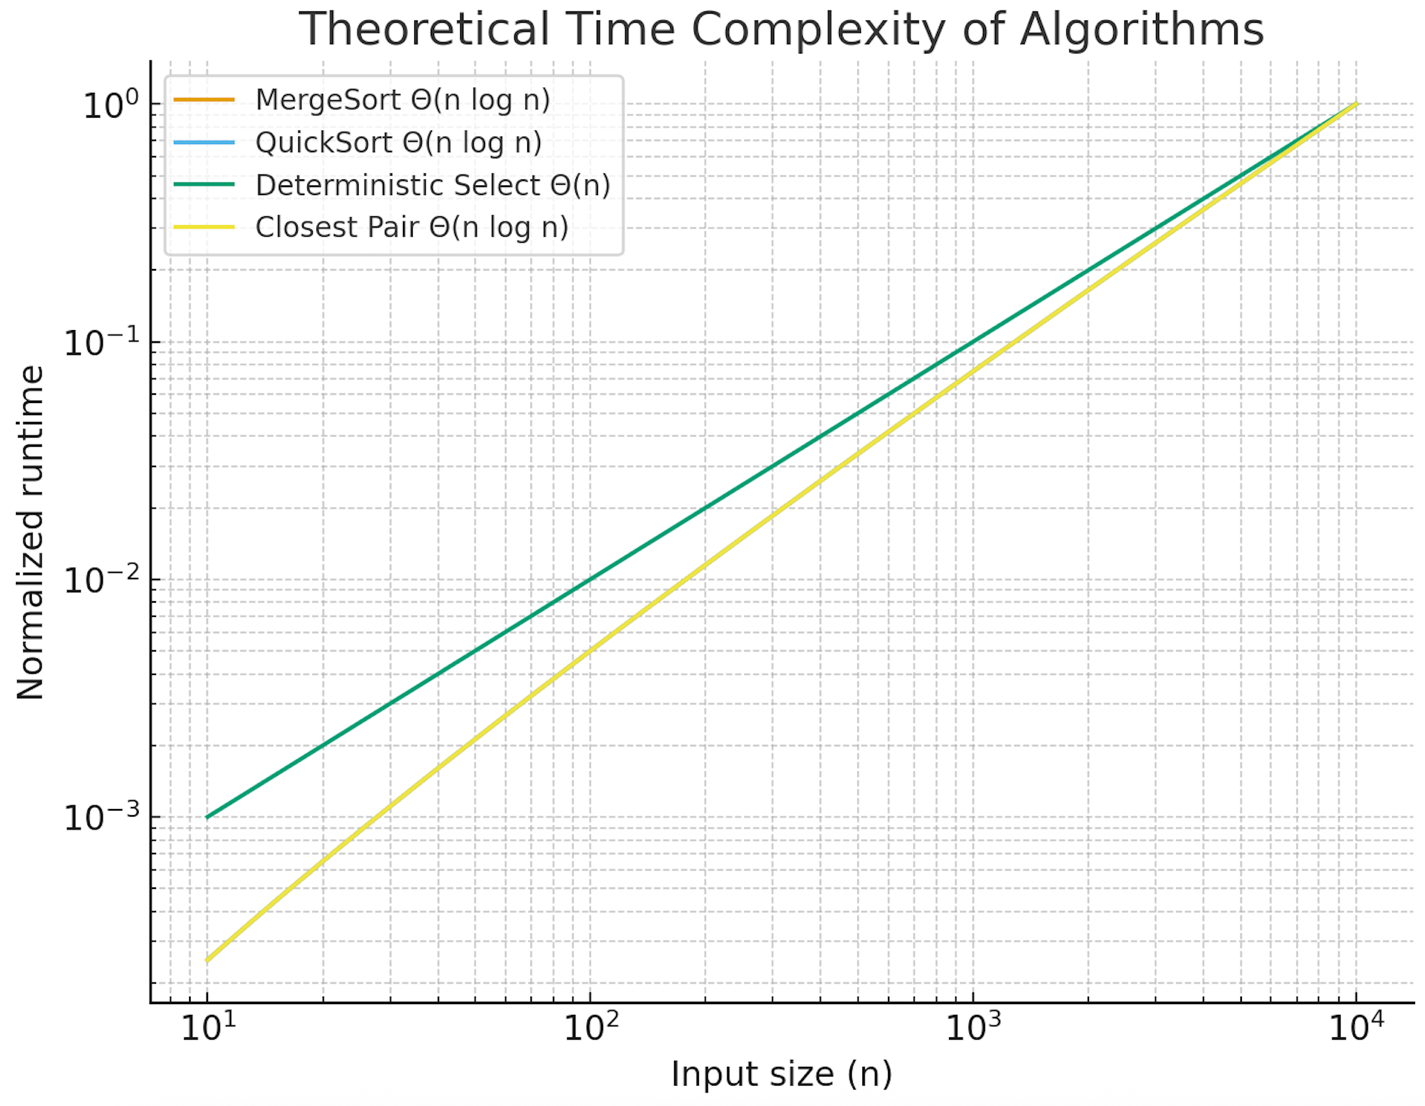 Theoretical Time Complexity of Algorithms
MergeSort Θ(n log n)
QuickSort Θ(n log n)
Deterministic Select Θ(n)
Closest Pair Θ(n log n)
Normalized runtime
10⁰
10⁻¹
10⁻²
10⁻³
10¹ 10² 10³ 10⁴
Input size (n)